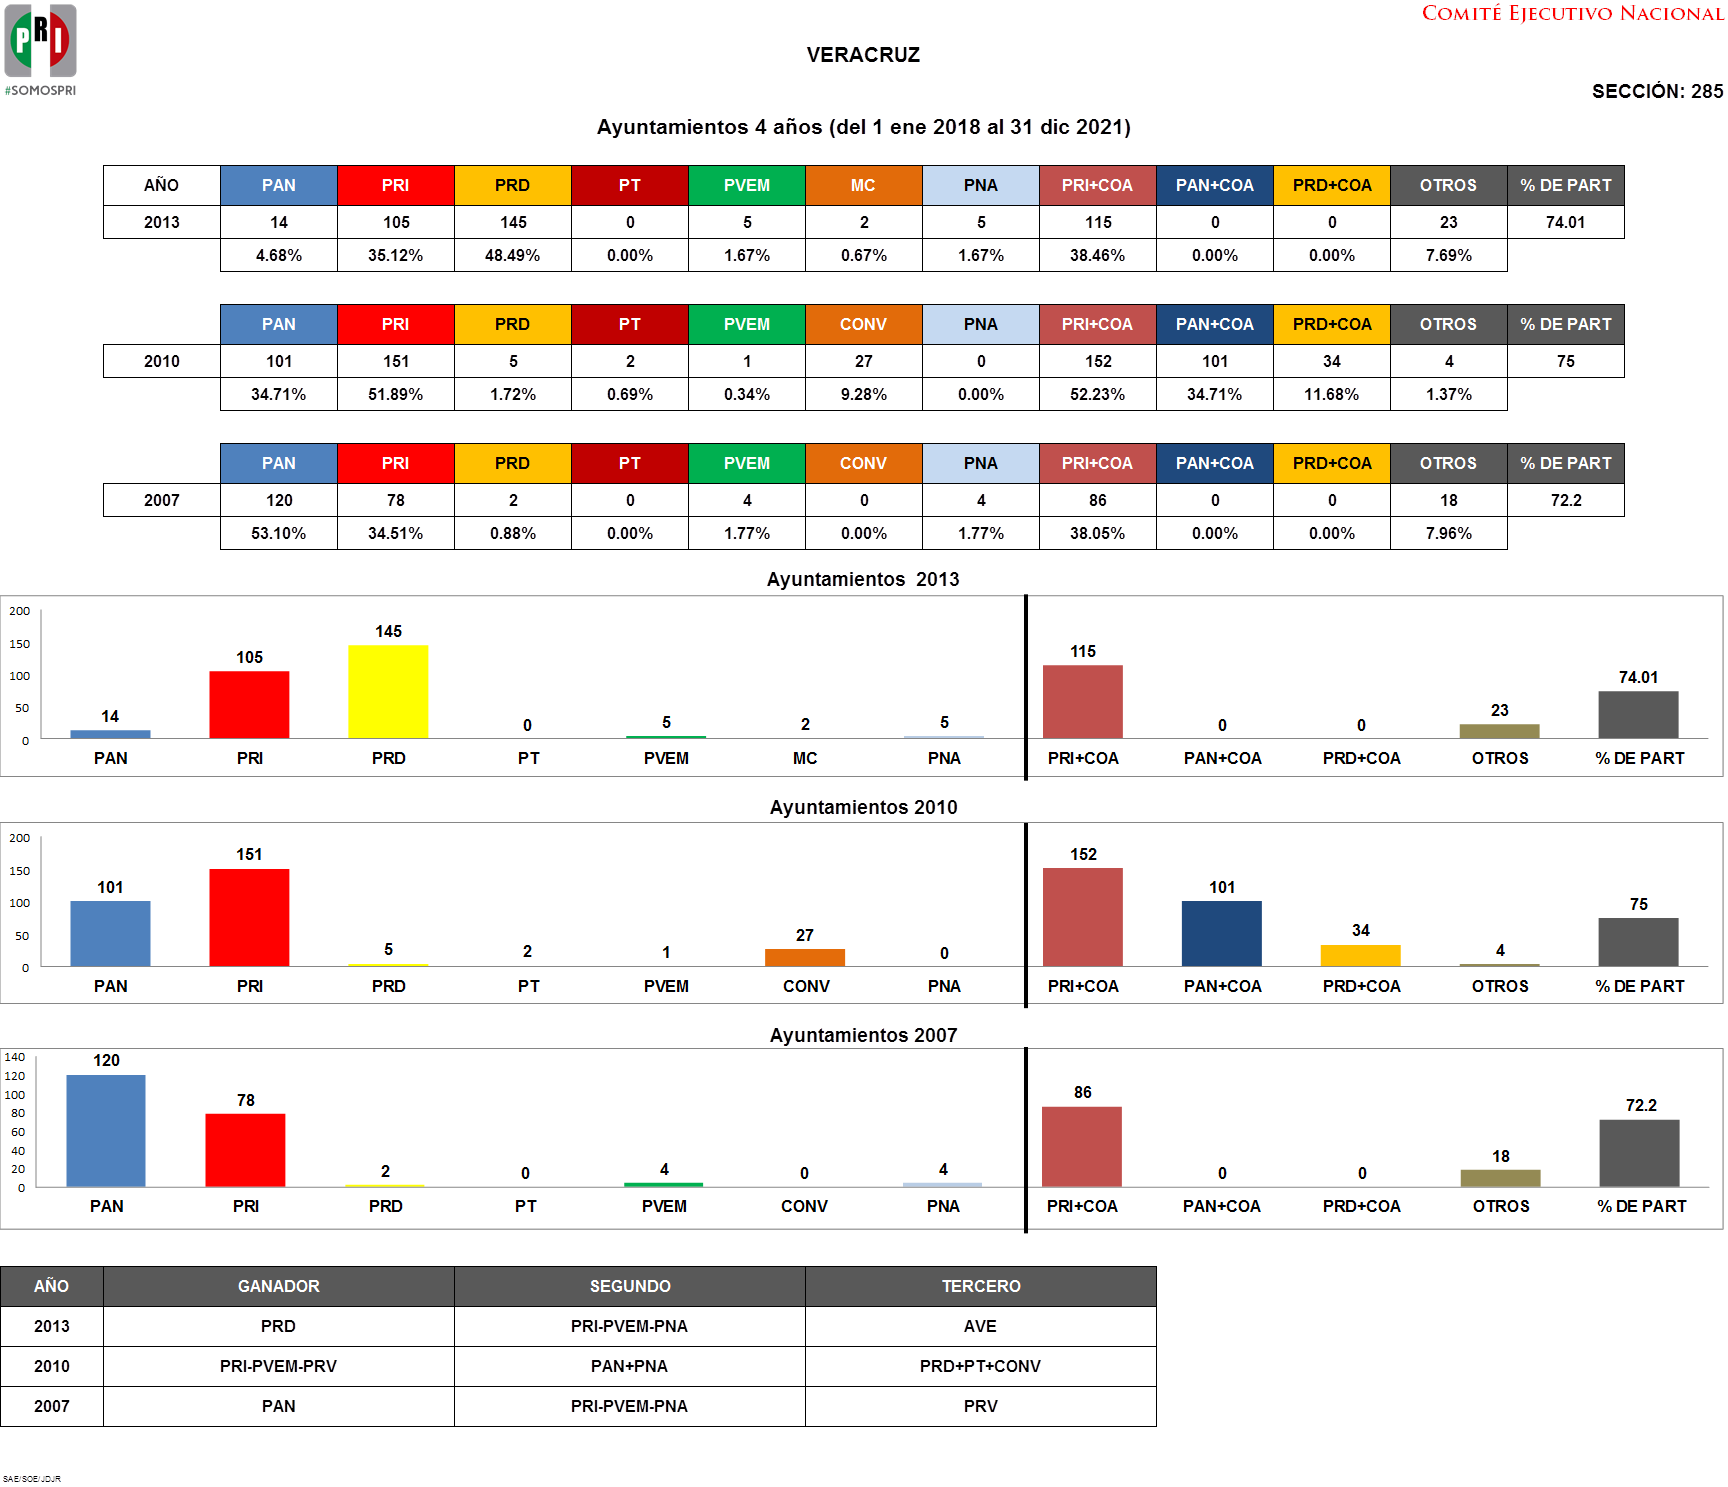 PRI
#SOMOSPRI
COMITÉ EJECUTIVO NACIONAL
VERACRUZ
SECCIÓN: 285
Ayuntamientos 4 años (del 1 ene 2018 al 31 dic 2021)
AÑO PAN PRI PRD PT PVEM MC PNA PRI+COA PAN+COA PRD+COA OTROS % DE PART
2013 14 105 145 0 5 2 5 115 0 0 23 74.01
4.68% 35.12% 48.49% 0.00% 1.67% 0.67% 1.67% 38.46% 0.00% 0.00% 7.69%
PAN PRI PRD PT PVEM CONV PNA PRI+COA PAN+COA PRD+COA OTROS % DE PART
2010 101 151 5 2 1 27 0 152 101 34 4 75
34.71% 51.89% 1.72% 0.69% 0.34% 9.28% 0.00% 52.23% 34.71% 11.68% 1.37%
PAN PRI PRD PT PVEM CONV PNA PRI+COA PAN+COA PRD+COA OTROS % DE PART
2007 120 78 2 0 4 0 4 86 0 0 18 72.2
53.10% 34.51% 0.88% 0.00% 1.77% 0.00% 1.77% 38.05% 0.00% 0.00% 7.96%
Ayuntamientos 2013
200
150
100
50
0
14 105 145 0 5 2 5 115 0 0 23 74.01
PAN PRI PRD PT PVEM MC PNA PRI+COA PAN+COA PRD+COA OTROS % DE PART
Ayuntamientos 2010
200
150
100
50
0
101 151 5 2 1 27 0 152 101 34 4 75
PAN PRI PRD PT PVEM CONV PNA PRI+COA PAN+COA PRD+COA OTROS % DE PART
Ayuntamientos 2007
140
120
100
80
60
40
20
0
120 78 2 0 4 0 4 86 0 0 18 72.2
PAN PRI PRD PT PVEM CONV PNA PRI+COA PAN+COA PRD+COA OTROS % DE PART
AÑO GANADOR SEGUNDO TERCERO
2013 PRD PRI-PVEM-PNA AVE
2010 PRI-PVEM-PRV PAN+PNA PRD+PT+CONV
2007 PAN PRI-PVEM-PNA PRV
SAE/SOE/JDJR